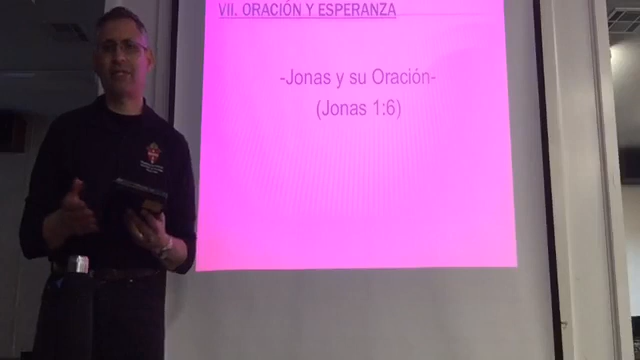 VII. ORACIÓN Y ESPERANZA
-Jonas y su Oración-
(Jonas 1:6)